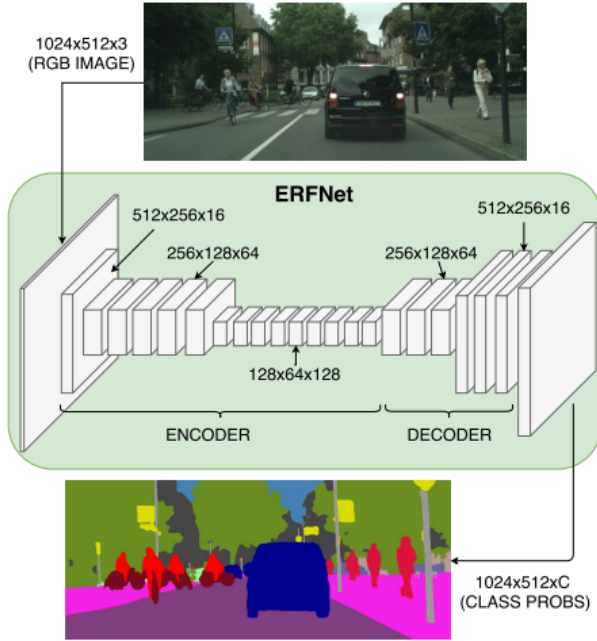 1024x512x3
(RGB IMAGE)
ERFNet
512x256x16
256x128x64
128x64x128
256x128x64
512x256x16
ENCODER
DECODER
1024x512xC
(CLASS PROBS)